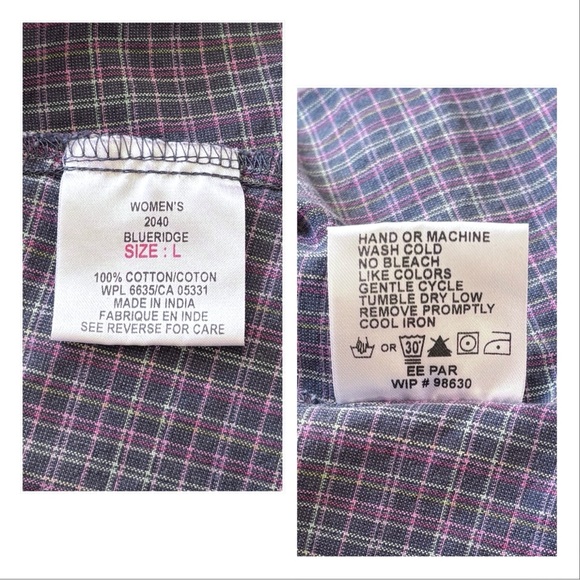 WOMEN'S
2040
BLUERIDGE
SIZE : L
100% COTTON/COTON
WPL 6635/CA 05331
MADE IN INDIA
FABRIQUE EN INDE
SEE REVERSE FOR CARE
HAND OR MACHINE
WASH COLD
NO BLEACH
LIKE COLORS
GENTLE CYCLE
TUMBLE DRY LOW
REMOVE PROMPTLY
COOL IRON
OR 30°
EE PAR
WIP # 98630